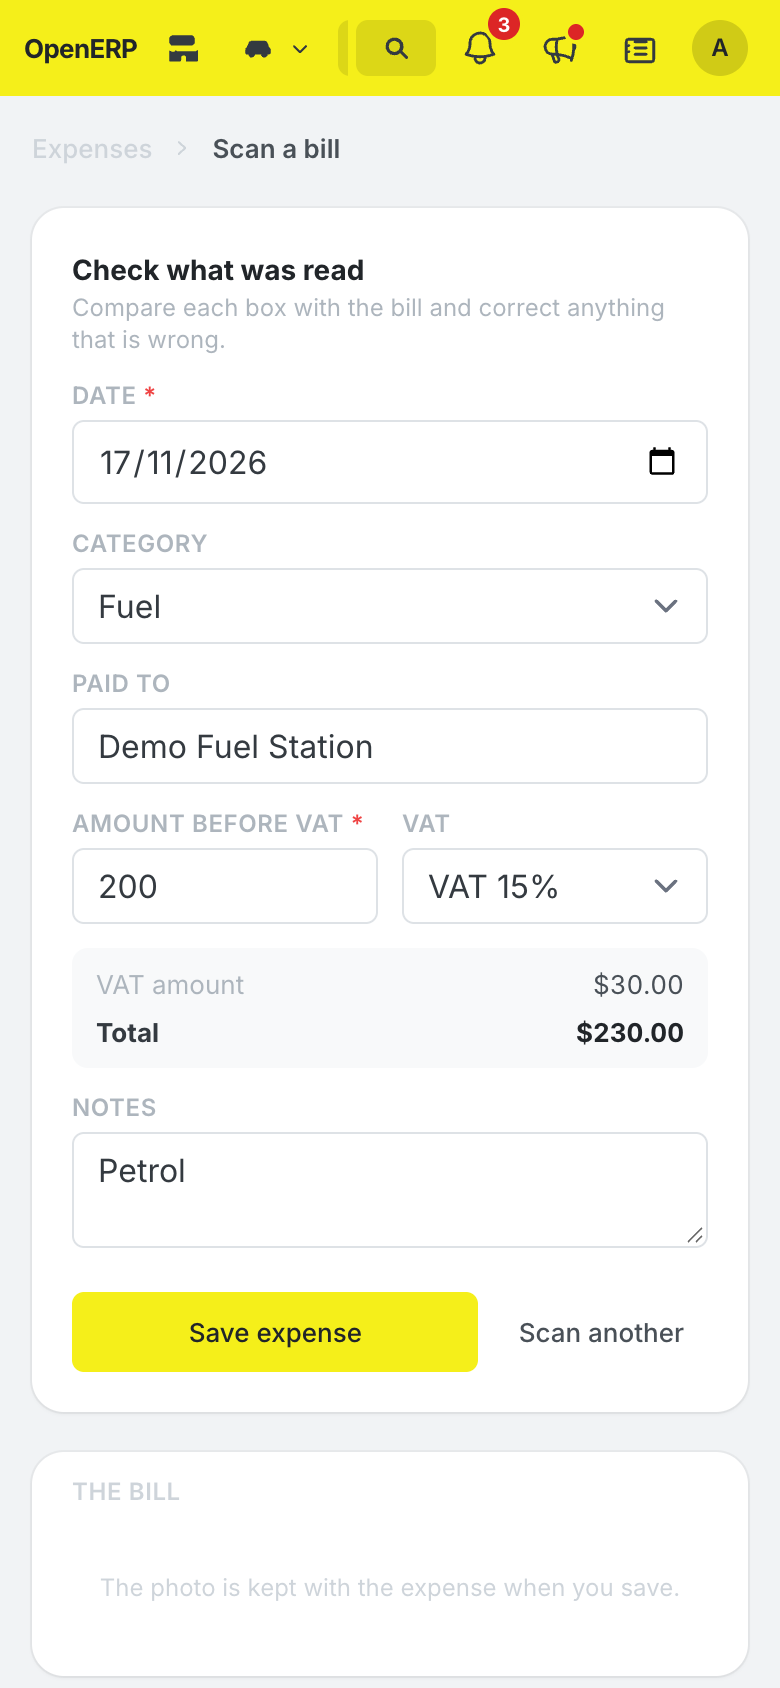 OpenERP
3
A
Expenses > Scan a bill
Check what was read
Compare each box with the bill and correct anything
that is wrong.
DATE *
17/11/2026
CATEGORY
Fuel
PAID TO
Demo Fuel Station
AMOUNT BEFORE VAT * VAT
200 VAT 15%
VAT amount $30.00
Total $230.00
NOTES
Petrol
Save expense Scan another
THE BILL
The photo is kept with the expense when you save.